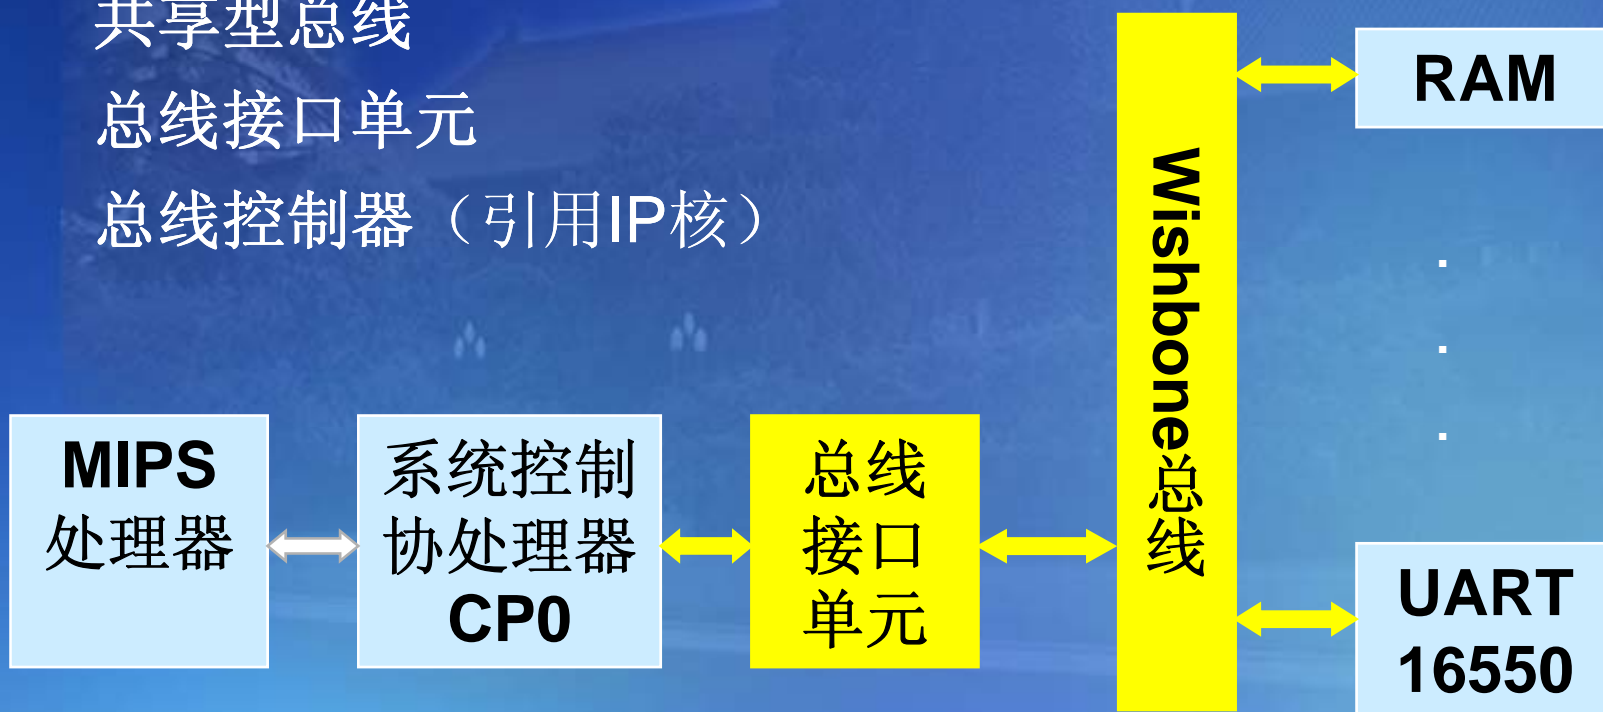 共享型总线
总线接口单元
总线控制器（引用IP核）
MIPS
处理器
系统控制
协处理器
CP0
总线
接口
单元
Wishbone总线
RAM
.
.
.
UART
16550